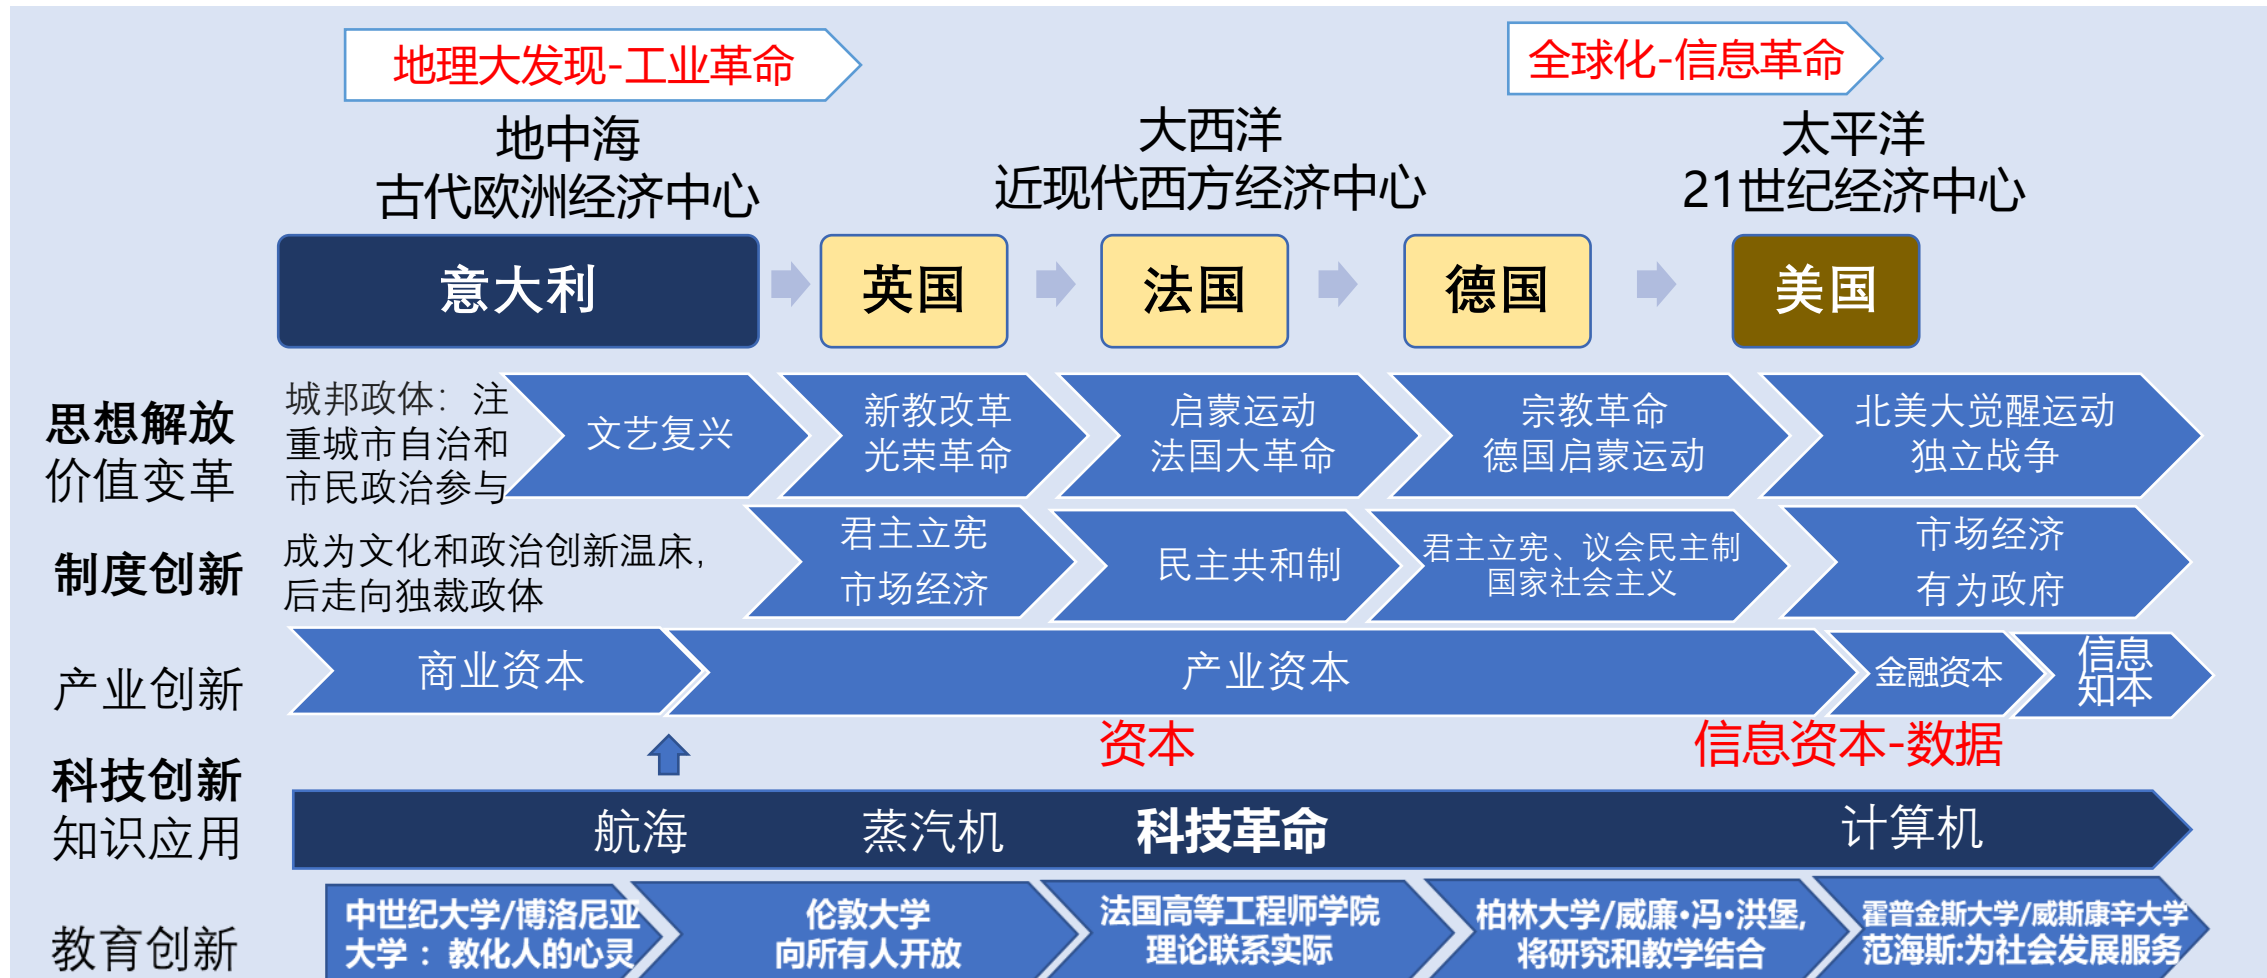 地理大发现-工业革命
全球化-信息革命
地中海
古代欧洲经济中心
大西洋
近现代西方经济中心
太平洋
21世纪经济中心
意大利
英国
法国
德国
美国
思想解放
价值变革
城邦政体：注
重城市自治和
市民政治参与
文艺复兴
新教改革
光荣革命
启蒙运动
法国大革命
宗教革命
德国启蒙运动
北美大觉醒运动
独立战争
制度创新
成为文化和政治创新温床,
后走向独裁政体
君主立宪
市场经济
民主共和制
君主立宪、议会民主制
国家社会主义
市场经济
有为政府
产业创新
商业资本
产业资本
金融资本
信息
知本
资本
信息资本-数据
科技创新
知识应用
航海
蒸汽机
科技革命
计算机
教育创新
中世纪大学/博洛尼亚
大学：教化人的心灵
伦敦大学
向所有人开放
法国高等工程师学院
理论联系实际
柏林大学/威廉·冯·洪堡,
将研究和教学结合
霍普金斯大学/威斯康辛大学
范海斯:为社会发展服务